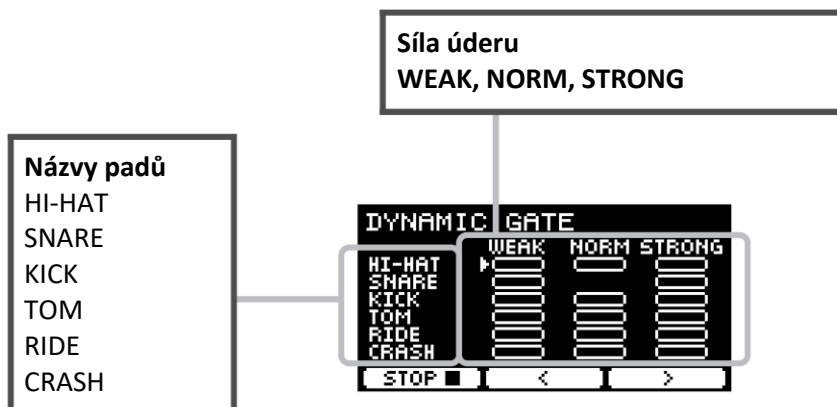 Síla úderu
WEAK, NORM, STRONG
Názvy padů
HI-HAT
SNARE
KICK
TOM
RIDE
CRASH
DYNAMIC GATE
WEAK NORM STRONG
HI-HAT
SNARE
KICK
TOM
RIDE
CRASH
STOP ■ < >